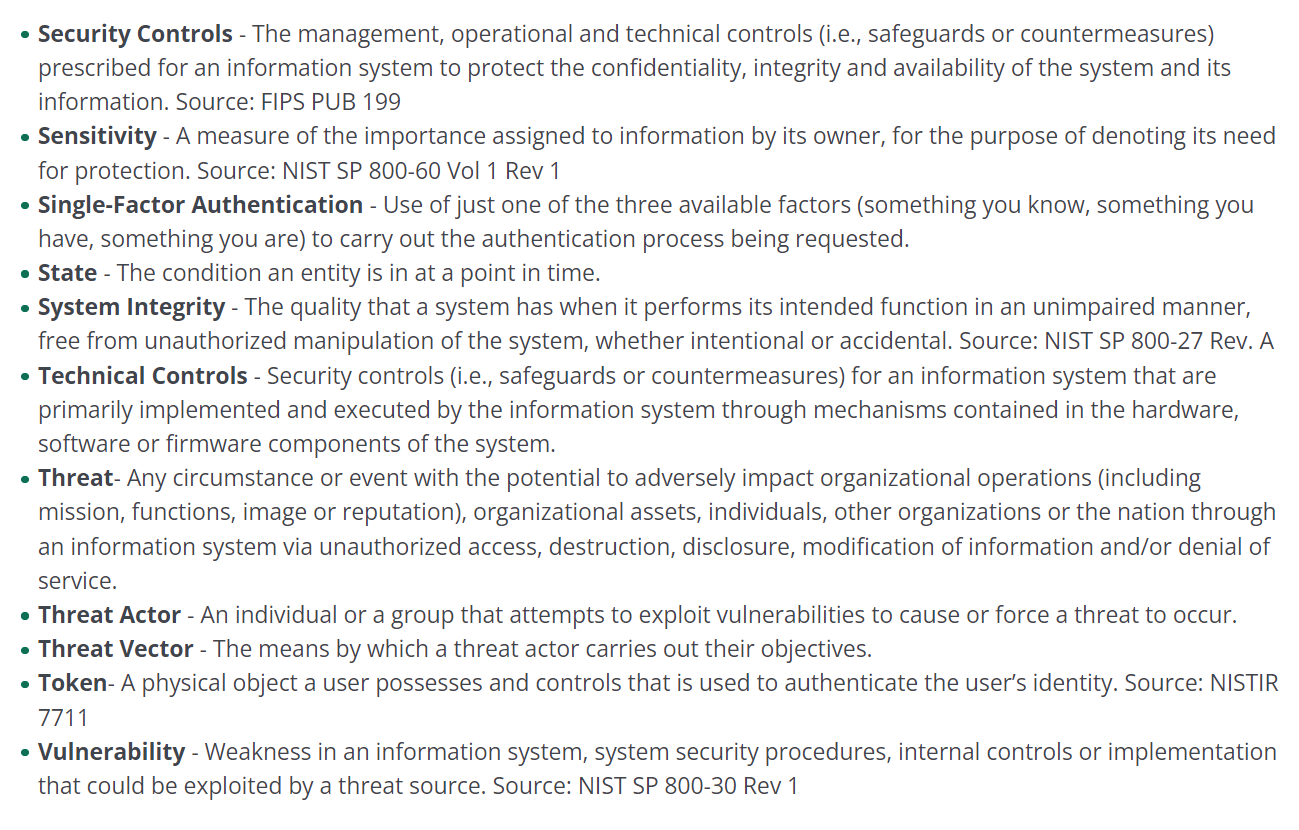 • Security Controls - The management, operational and technical controls (i.e., safeguards or countermeasures)
prescribed for an information system to protect the confidentiality, integrity and availability of the system and its
information. Source: FIPS PUB 199
• Sensitivity - A measure of the importance assigned to information by its owner, for the purpose of denoting its need
for protection. Source: NIST SP 800-60 Vol 1 Rev 1
• Single-Factor Authentication - Use of just one of the three available factors (something you know, something you
have, something you are) to carry out the authentication process being requested.
• State - The condition an entity is in at a point in time.
• System Integrity - The quality that a system has when it performs its intended function in an unimpaired manner,
free from unauthorized manipulation of the system, whether intentional or accidental. Source: NIST SP 800-27 Rev. A
• Technical Controls - Security controls (i.e., safeguards or countermeasures) for an information system that are
primarily implemented and executed by the information system through mechanisms contained in the hardware,
software or firmware components of the system.
• Threat- Any circumstance or event with the potential to adversely impact organizational operations (including
mission, functions, image or reputation), organizational assets, individuals, other organizations or the nation through
an information system via unauthorized access, destruction, disclosure, modification of information and/or denial of
service.
• Threat Actor - An individual or a group that attempts to exploit vulnerabilities to cause or force a threat to occur.
• Threat Vector - The means by which a threat actor carries out their objectives.
• Token- A physical object a user possesses and controls that is used to authenticate the user’s identity. Source: NISTIR
7711
• Vulnerability - Weakness in an information system, system security procedures, internal controls or implementation
that could be exploited by a threat source. Source: NIST SP 800-30 Rev 1